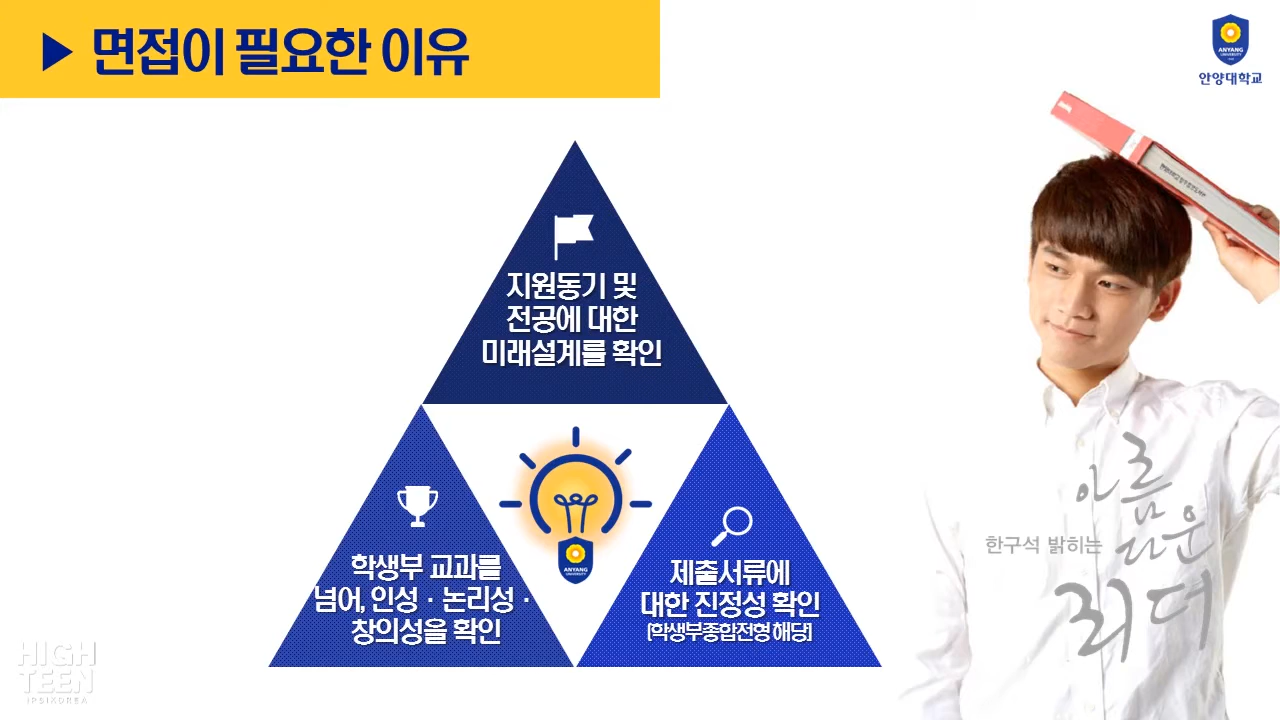 ▶ 면접이 필요한 이유
ANYANG
UNIVERSITY
안양대학교
지원동기 및
전공에 대한
미래설계를 확인
학생부 교과를
넘어, 인성 · 논리성 ·
창의성을 확인
ANYANG
UNIVERSITY
제출서류에
대한 진정성 확인
[학생부종합전형 해당]
한구석 밝히는
아름
다운
리더
HIGH
TEEN
IPSIKOREA